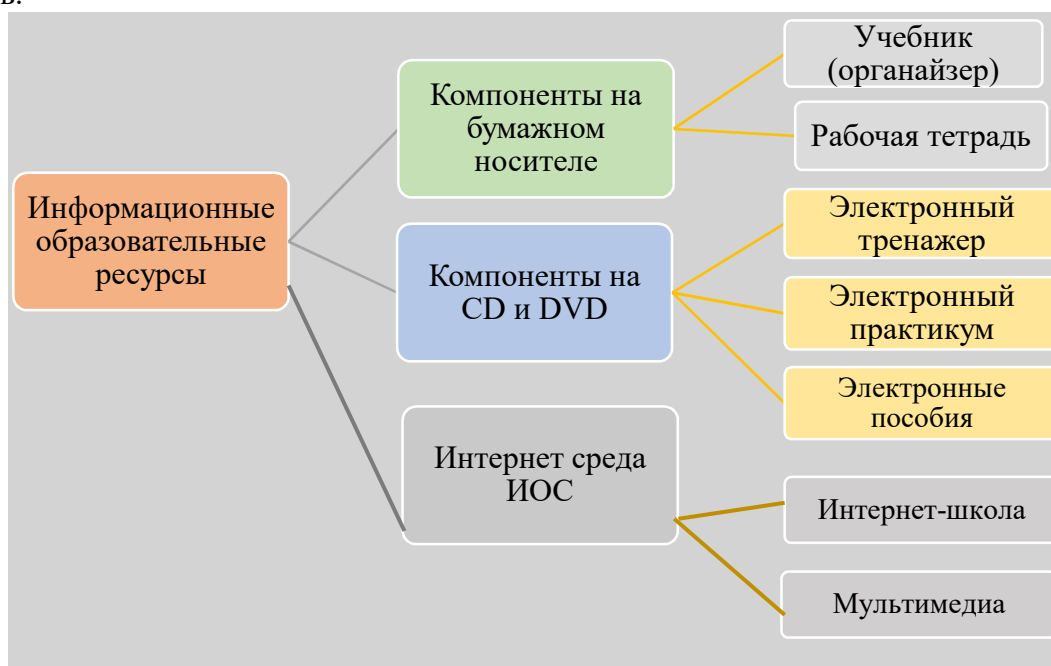 в.
Учебник
(органайзер)
Компоненты на
бумажном
носителе
Рабочая тетрадь
Информационные
образовательные
ресурсы
Электронный
тренажер
Компоненты на
CD и DVD
Электронный
практикум
Электронные
пособия
Интернет среда
ИОС
Интернет-школа
Мультимедиа